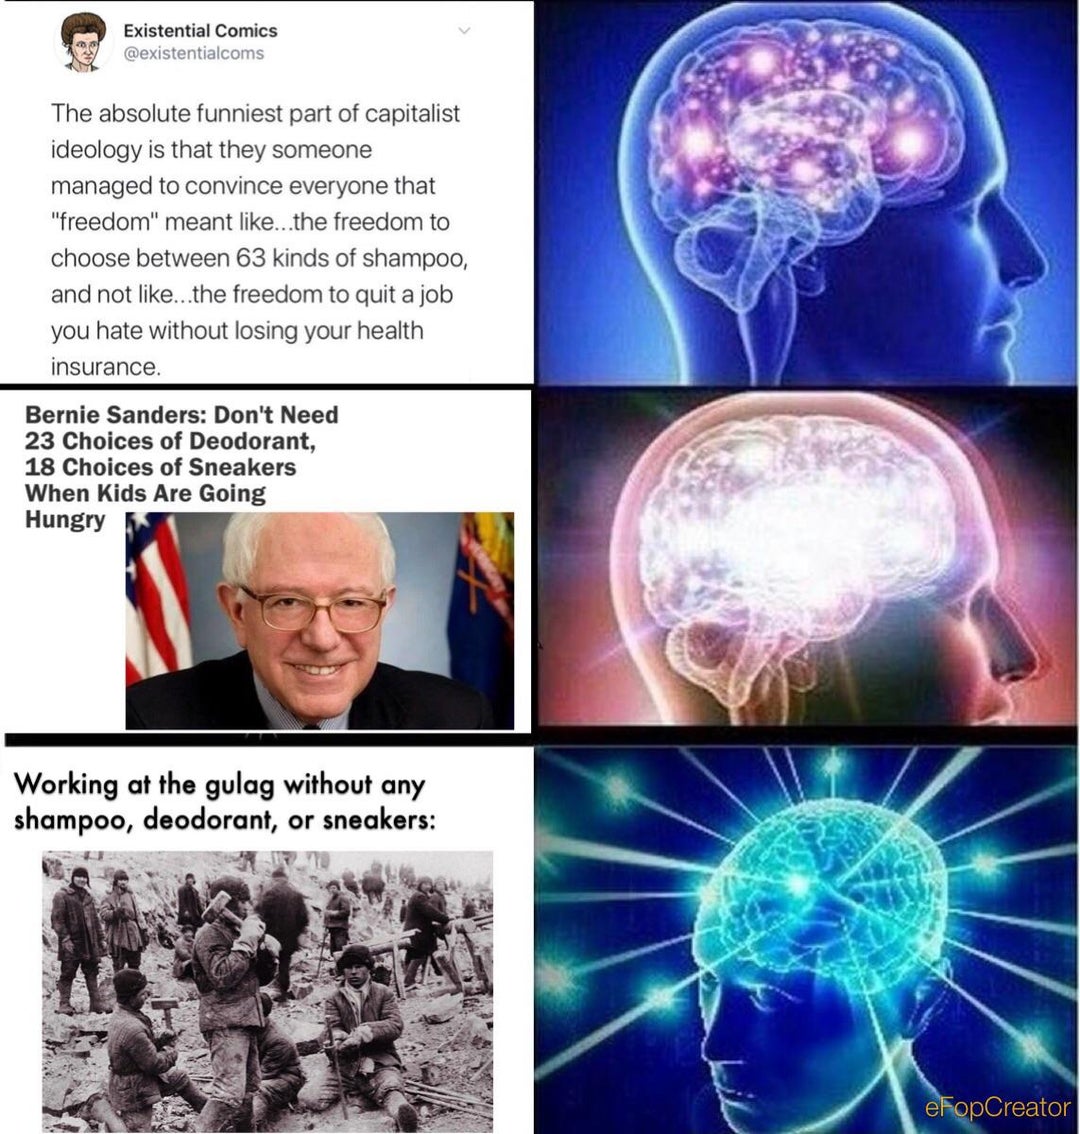 Existential Comics
@existentialcoms
The absolute funniest part of capitalist
ideology is that they someone
managed to convince everyone that
"freedom" meant like...the freedom to
choose between 63 kinds of shampoo,
and not like...the freedom to quit a job
you hate without losing your health
insurance.
Bernie Sanders: Don't Need
23 Choices of Deodorant,
18 Choices of Sneakers
When Kids Are Going
Hungry
Working at the gulag without any
shampoo, deodorant, or sneakers:
eFopCreator